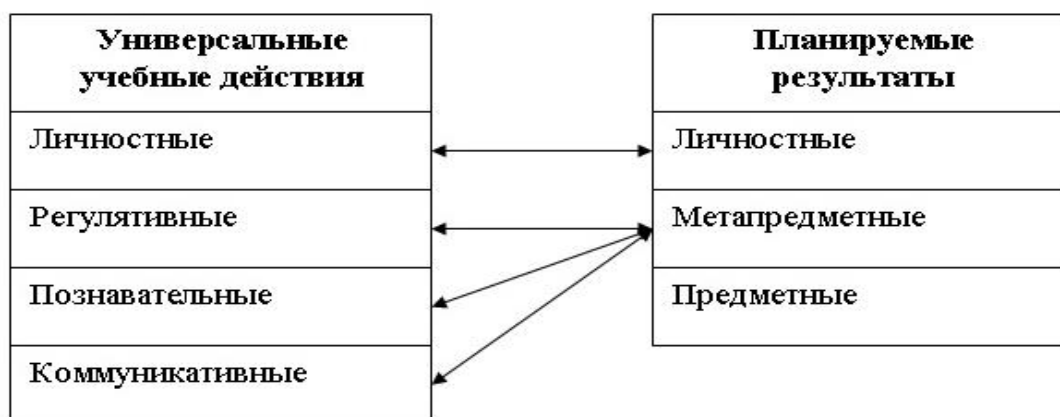 Универсальные
учебные действия
Личностные
Регулятивные
Познавательные
Коммуникативные
Планируемые
результаты
Личностные
Метапредметные
Предметные